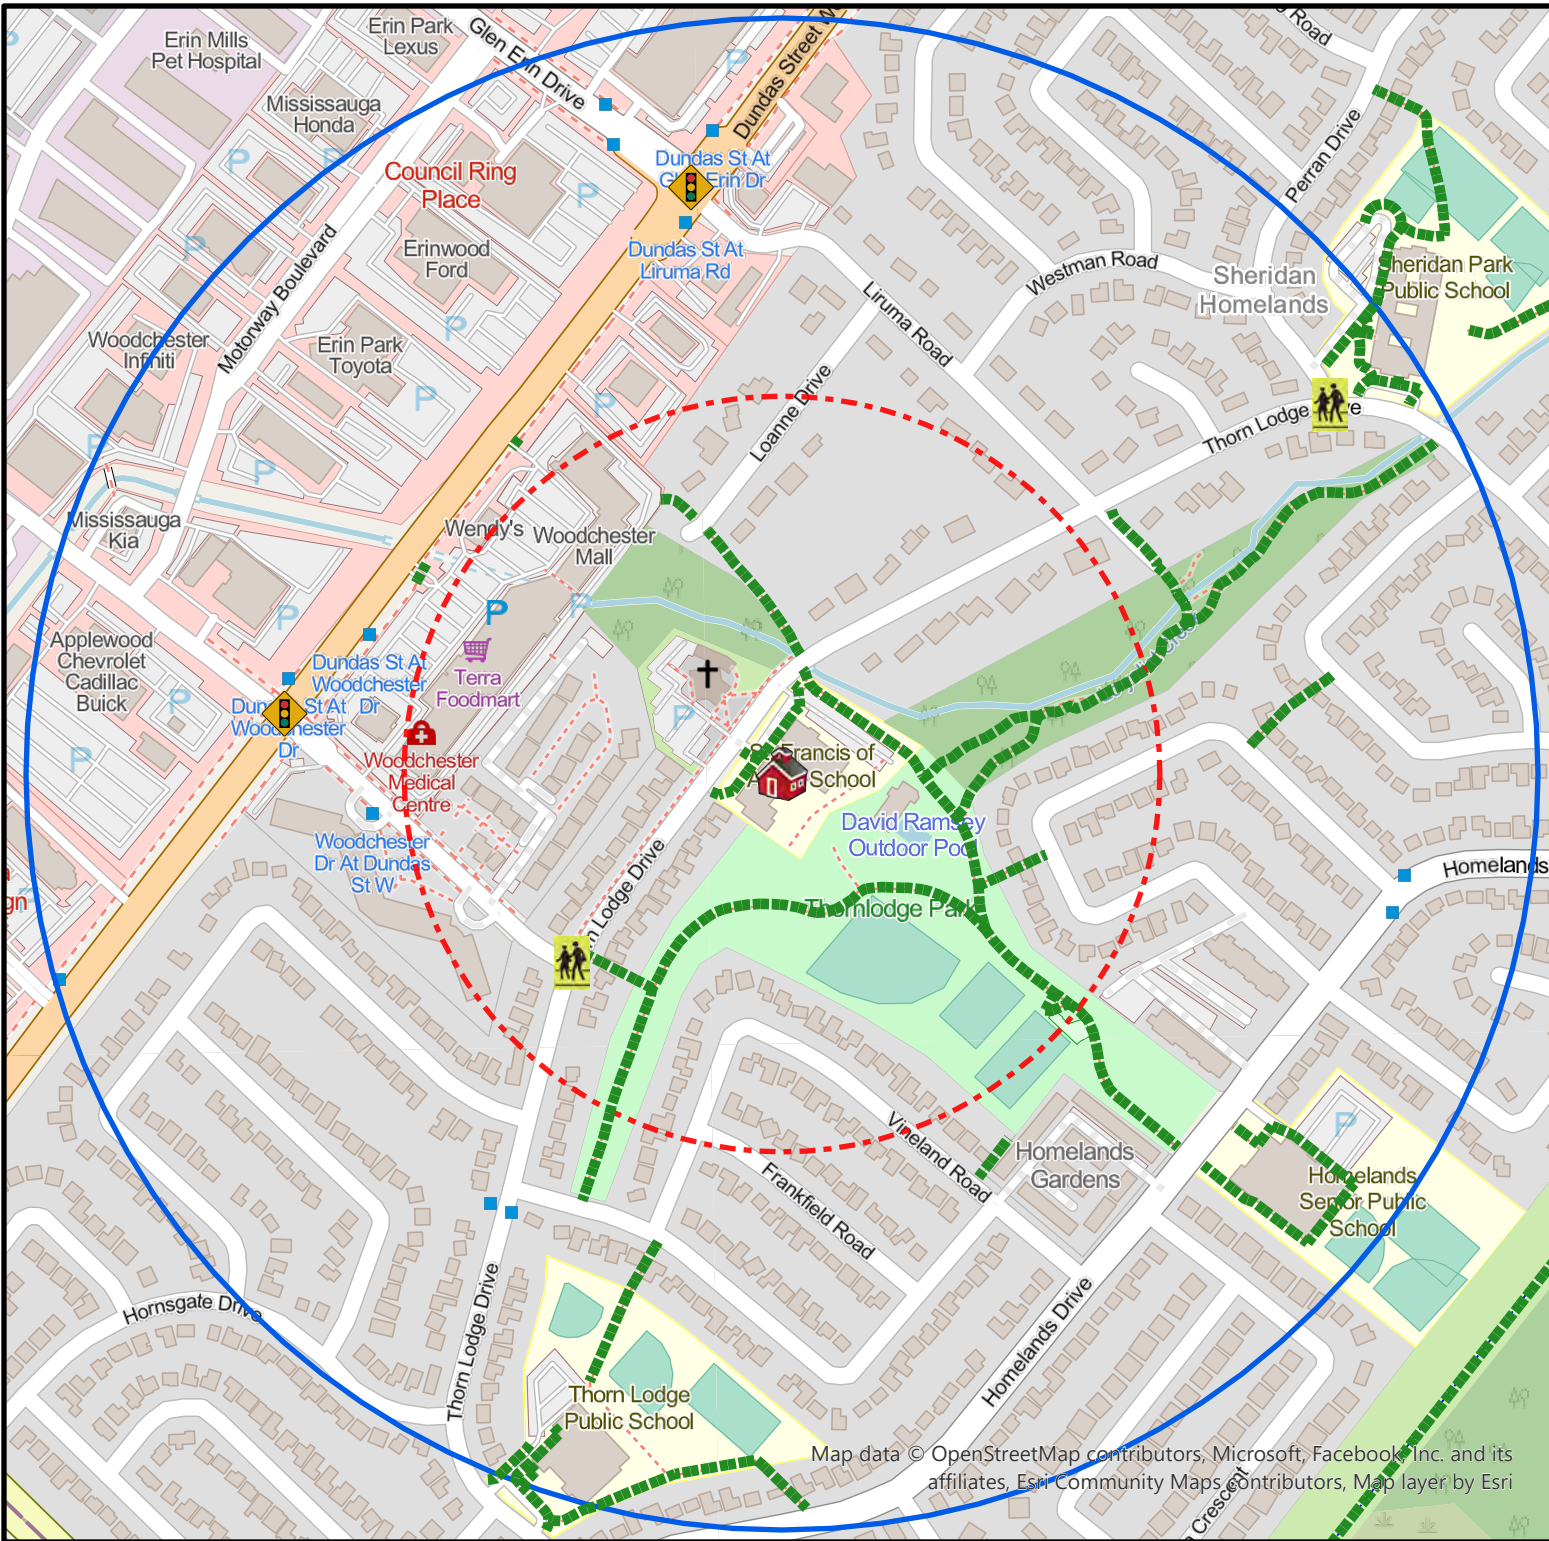 Erin Mills
Pet Hospital
Erin Park
Lexus
Glen Erin Drive
Dundas Street
Road
Mississauga
Honda
Council Ring
Place
Dundas St At
Erin Dr
Perran Drive
Erinwood
Ford
Dundas St At
Liruma Rd
Westman Road
Sheridan
Homelands
Sheridan Park
Public School
Motorway Boulevard
Woodchester
Infiniti
Erin Park
Toyota
Liruma Road
Loanne Drive
Thorn Lodge
Mississauga
Kia
Wendy's
Woodchester
Mall
P
Applewood
Chevrolet
Cadillac
Buick
Terra
Foodmart
Dundas St At
Woodchester
Dr
St At
Dr
Woodchester
Medical
Centre
St. Francis of
School
David Ramsey
Outdoor Pool
Woodchester
Dr At Dundas
St W
Lodge Drive
Thornlodge Park
Homelands
Vineland Road
Homelands
Gardens
Frankfield Road
Homelands
Senior Public
School
Hornsgate Drive
Thorn Lodge Drive
Homelands Drive
Thorn Lodge
Public School
Crescent
Map data © OpenStreetMap contributors, Microsoft, Facebook, Inc. and its
affiliates, Esri Community Maps contributors, Map layer by Esri